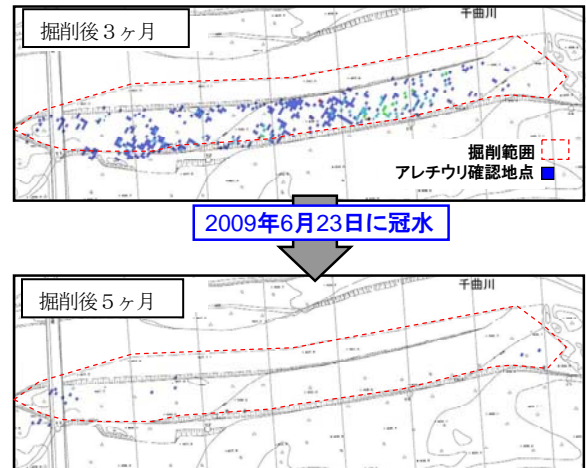 千曲川
掘削後３ヶ月
掘削範囲
アレチウリ確認地点
2009年6月23日に冠水
千曲川
掘削後５ヶ月